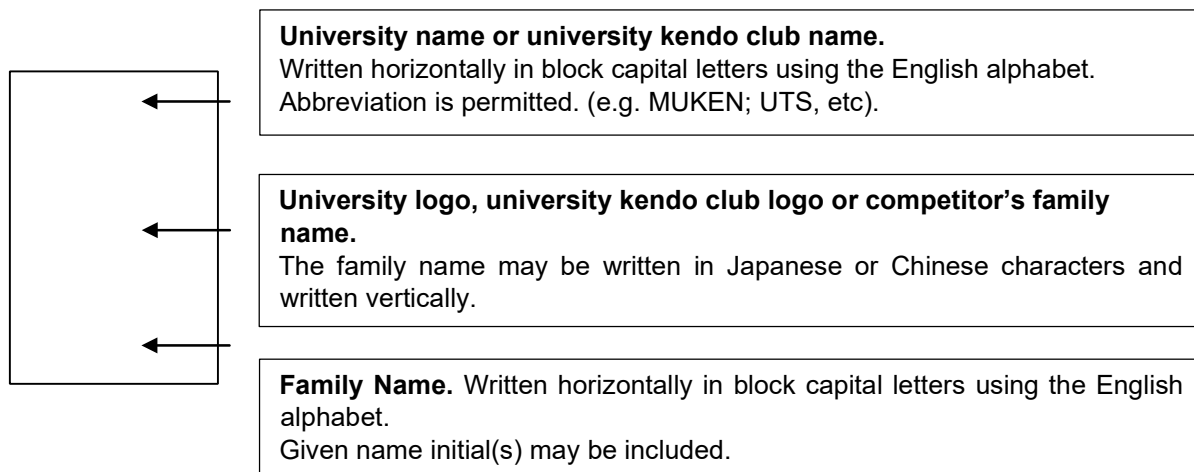 University name or university kendo club name.
Written horizontally in block capital letters using the English alphabet.
Abbreviation is permitted. (e.g. MUKEN; UTS, etc).
University logo, university kendo club logo or competitor’s family
name.
The family name may be written in Japanese or Chinese characters and
written vertically.
Family Name. Written horizontally in block capital letters using the English
alphabet.
Given name initial(s) may be included.